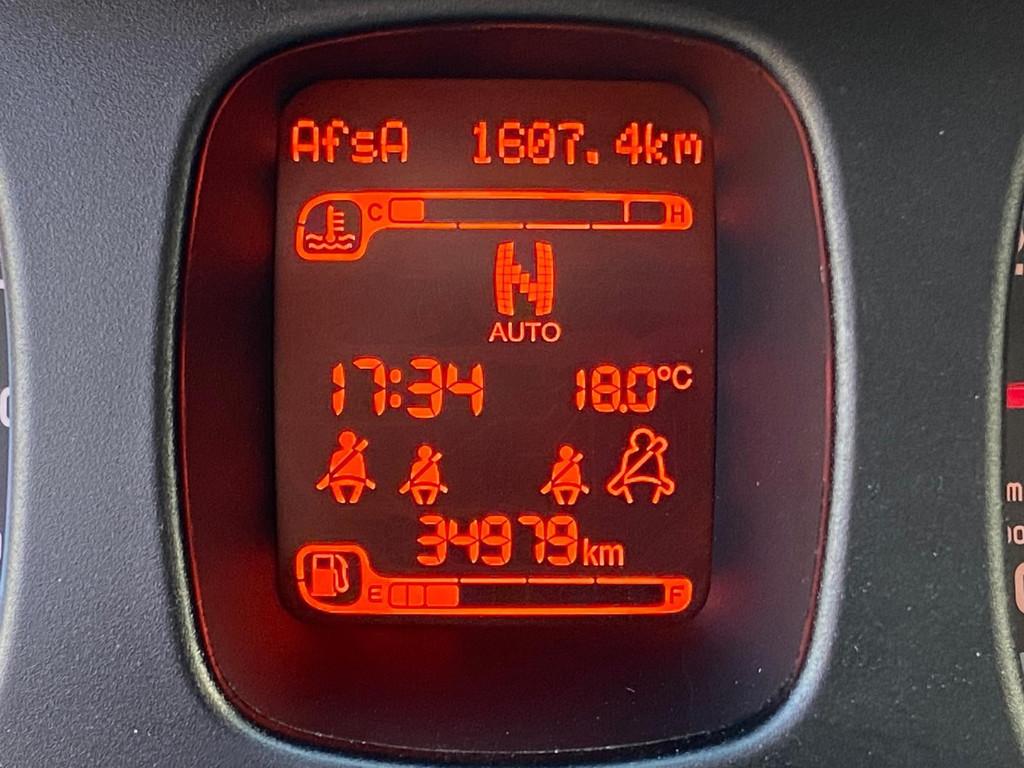 AfsA 1607.4km
C H
N
AUTO
17:34 18.0°C
34979km
E F